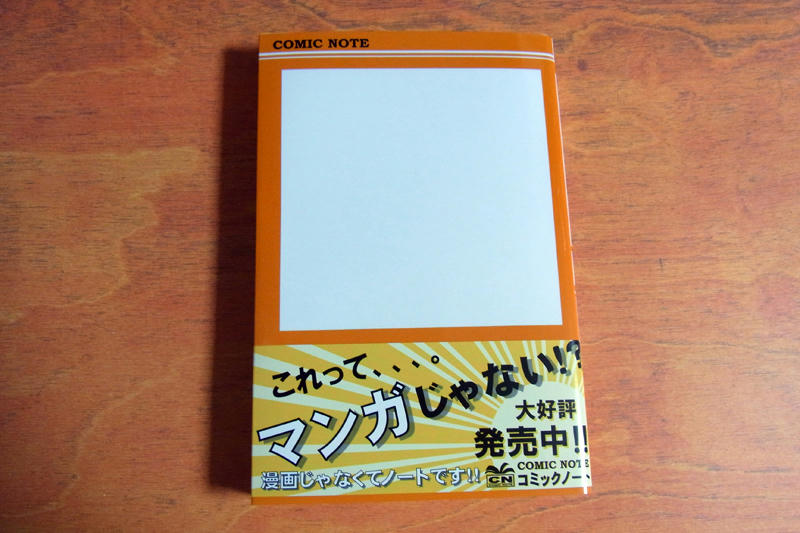 COMIC NOTE
これって、、、。
マンガじゃない!?
大好評
発売中!!
漫画じゃなくてノートです!!
CN
COMIC NOTE
コミックノート